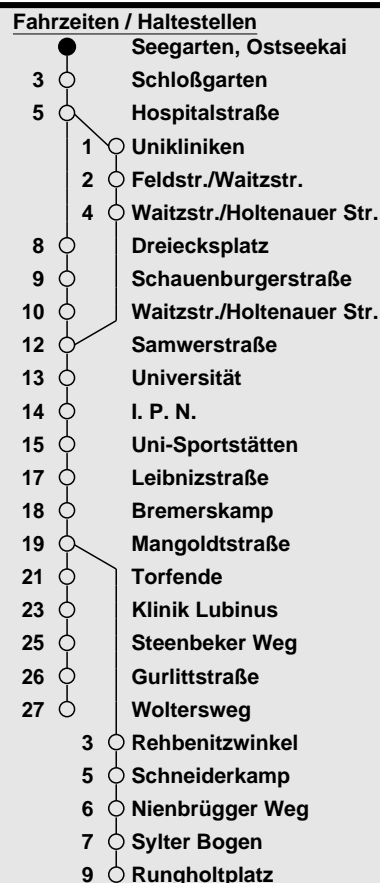 Fahrzeiten / Haltestellen
Seegarten, Ostseekai
3 Schloßgarten
5 Hospitalstraße
1 Unikliniken
2 Feldstr./Waitzstr.
4 Waitzstr./Holtenauer Str.
8 Dreiecksplatz
9 Schauenburgerstraße
10 Waitzstr./Holtenauer Str.
12 Samwerstraße
13 Universität
14 I. P. N.
15 Uni-Sportstätten
17 Leibnizstraße
18 Bremerskamp
19 Mangoldtstraße
21 Torfende
23 Klinik Lubinus
25 Steenbeker Weg
26 Gurlittstraße
27 Woltersweg
3 Rehbenitzwinkel
5 Schneiderkamp
6 Nienbrügger Weg
7 Sylter Bogen
9 Rungholtplatz